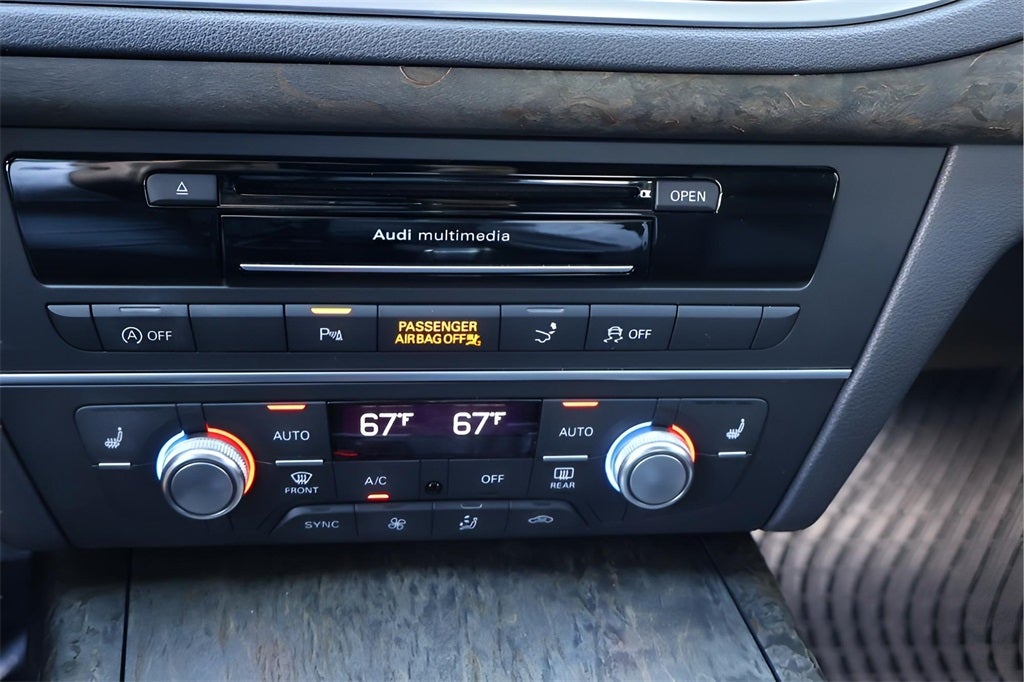 OPEN
Audi multimedia
A OFF
P
PASSENGER
AIRBAG OFF
OFF
67°F 67°F
AUTO
AUTO
A/C
OFF
FRONT
REAR
SYNC